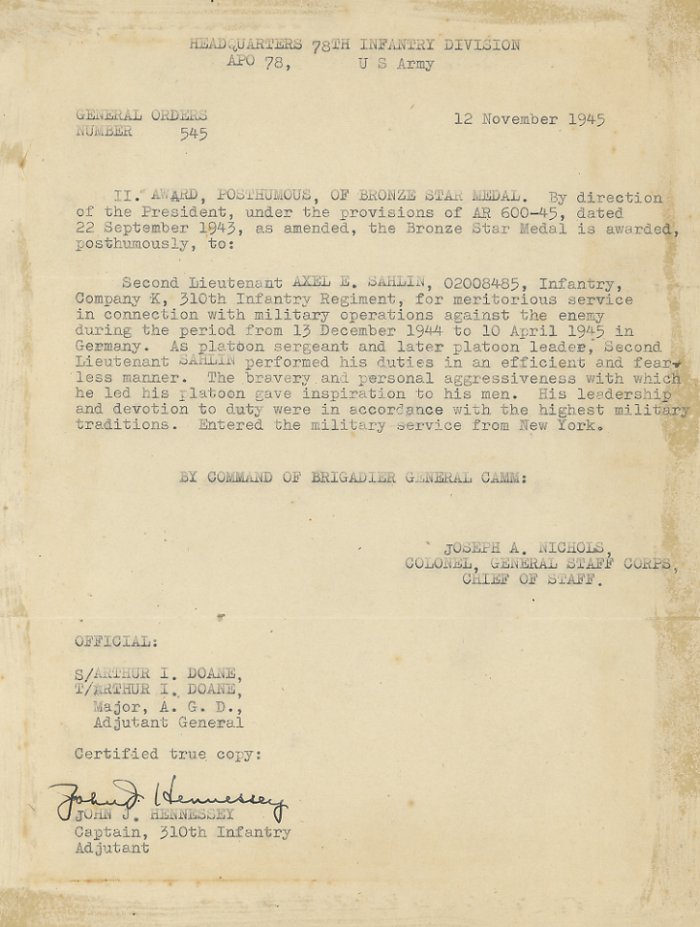 HEADQUARTERS 78TH INFANTRY DIVISION
APO 78, U S Army
GENERAL ORDERS
NUMBER 545
12 November 1945
II. AWARD, POSTHUMOUS, OF BRONZE STAR MEDAL. By direction
of the President, under the provisions of AR 600-45, dated
22 September 1943, as amended, the Bronze Star Medal is awarded,
posthumously, to:
Second Lieutenant AXEL E. SAHLIN, 02008485, Infantry,
Company K, 310th Infantry Regiment, for meritorious service
in connection with military operations against the enemy
during the period from 13 December 1944 to 10 April 1945 in
Germany. As platoon sergeant and later platoon leader, Second
Lieutenant SAHLIN performed his duties in an efficient and fear-
less manner. The bravery and personal aggressiveness with which
he led his platoon gave inspiration to his men. His leadership
and devotion to duty were in accordance with the highest military
traditions. Entered the military service from New York.
BY COMMAND OF BRIGADIER GENERAL CAMM:
JOSEPH A. NICHOLS,
COLONEL, GENERAL STAFF CORPS,
CHIEF OF STAFF.
OFFICIAL:
S/ARTHUR I. DOANE,
T/ARTHUR I. DOANE,
Major, A. G. D.,
Adjutant General
Certified true copy:
John J. Hennessey
JOHN J. HENNESSEY
Captain, 310th Infantry
Adjutant